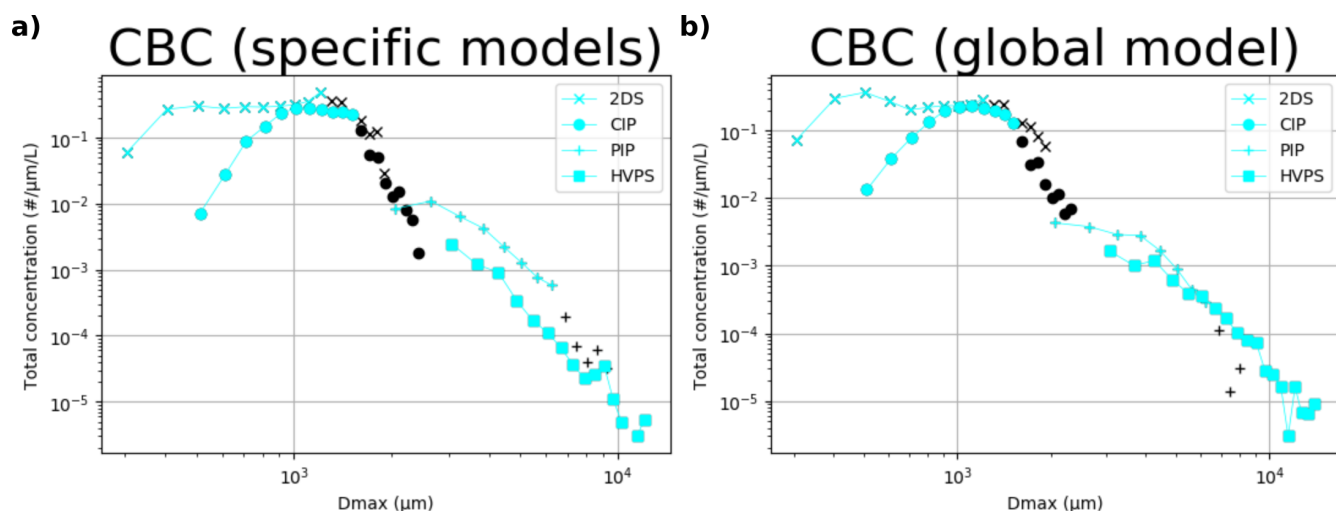 a)
CBC (specific models)
2DS
CIP
PIP
HVPS
10⁻¹
10⁻²
10⁻³
10⁻⁴
10⁻⁵
Total concentration (#/μm/L)
10³
10⁴
Dmax (μm)
b)
CBC (global model)
2DS
CIP
PIP
HVPS
10⁻¹
10⁻²
10⁻³
10⁻⁴
10⁻⁵
Total concentration (#/μm/L)
10³
10⁴
Dmax (μm)